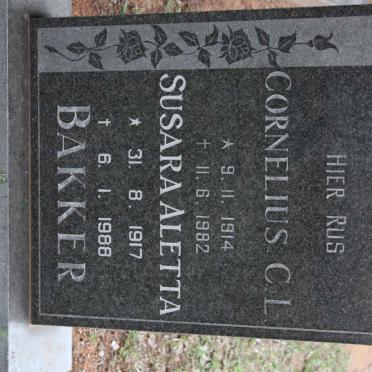 HIER RUS
CORNELIUS C L
★ 9. 11. 1914
† 11. 6 1982
SUSARA ALETTA
★ 31. 8. 1917
† 6. 1. 1988
BAKKER